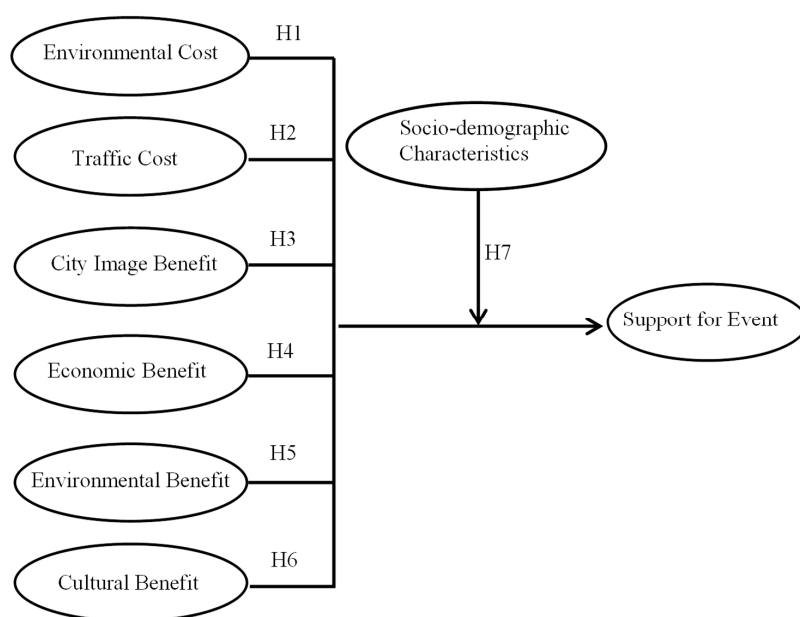 H1
Environmental Cost
H2
Traffic Cost
Socio-demographic
Characteristics
H3
City Image Benefit
H7
Support for Event
H4
Economic Benefit
H5
Environmental Benefit
H6
Cultural Benefit